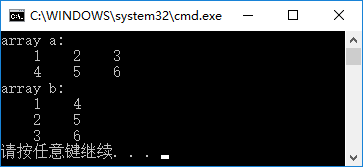 C:\WINDOWS\system32\cmd.exe
array a:
1 2 3
4 5 6
array b:
1 4
2 5
3 6
请按任意键继续. . .